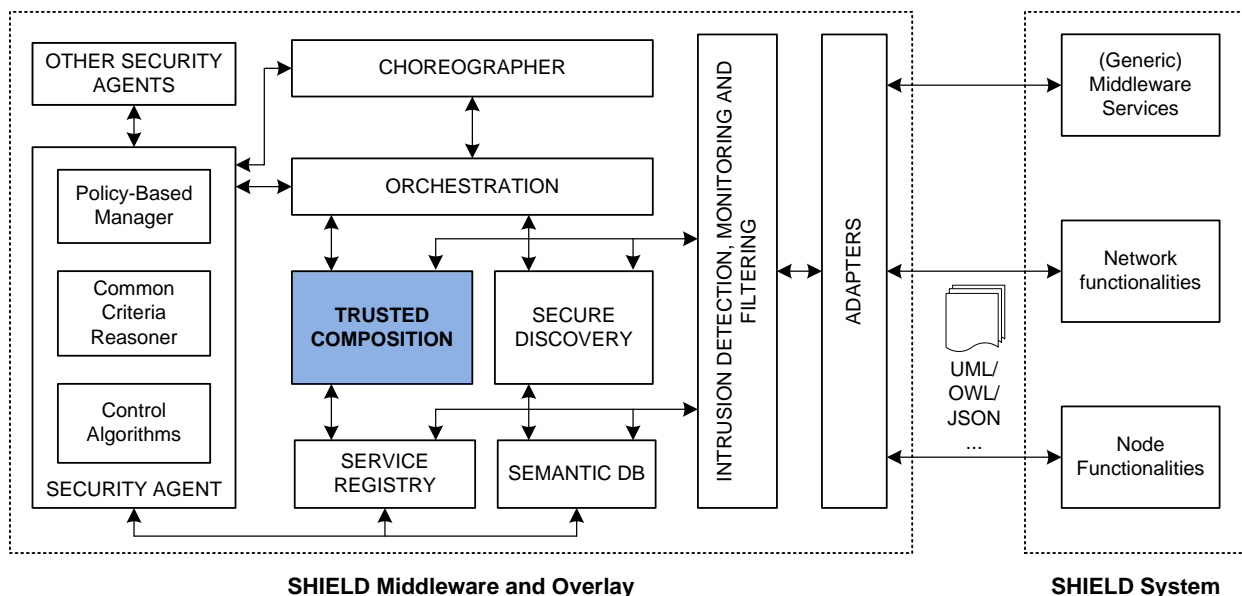 OTHER SECURITY
AGENTS
CHOREOGRAPHER
ORCHESTRATION
Policy-Based
Manager
Common
Criteria
Reasoner
Control
Algorithms
SECURITY AGENT
TRUSTED
COMPOSITION
SECURE
DISCOVERY
SERVICE
REGISTRY
SEMANTIC DB
INTRUSION DETECTION, MONITORING AND
FILTERING
ADAPTERS
UML/
OWL/
JSON
...
(Generic)
Middleware
Services
Network
functionalities
Node
Functionalities
SHIELD Middleware and Overlay
SHIELD System